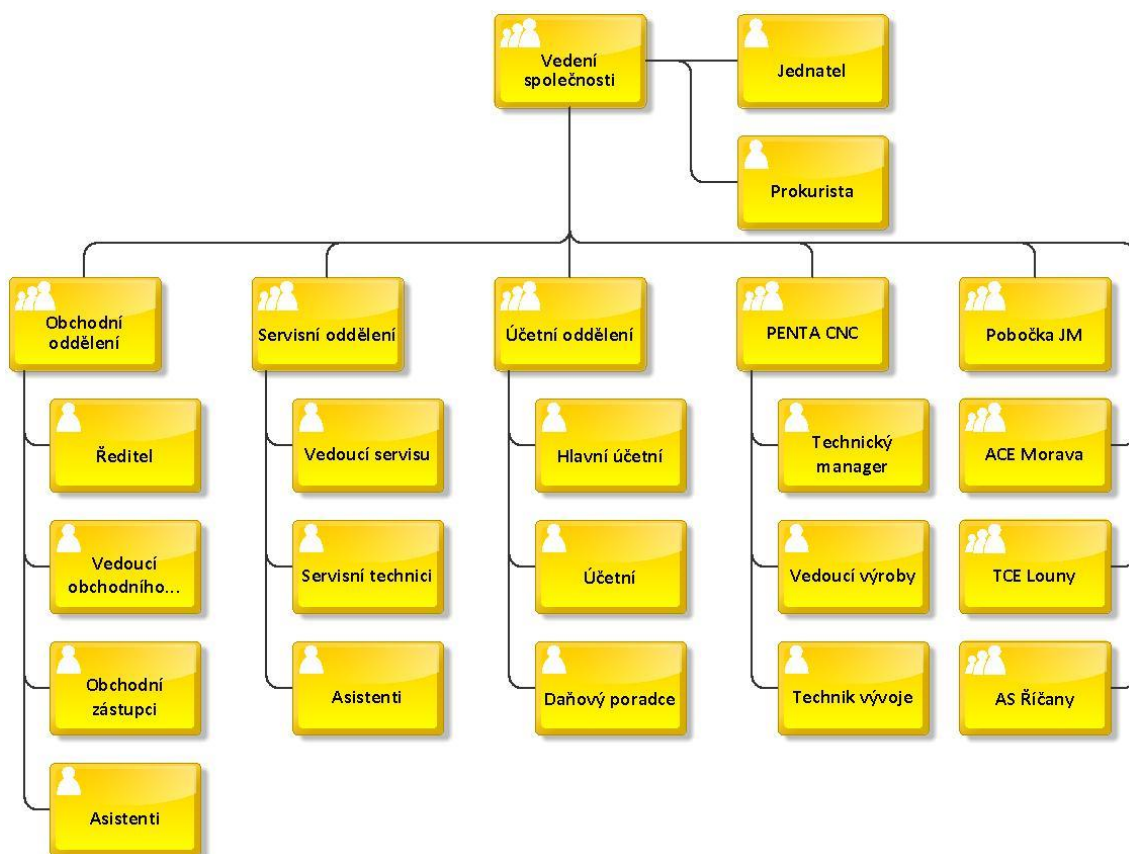 Vedení
společnosti
Jednatel
Prokurista
Obchodní
oddělení
Servisní oddělení
Účetní oddělení
PENTA CNC
Pobočka JM
Ředitel
Vedoucí servisu
Hlavní účetní
Technický
manager
ACE Morava
Vedoucí
obchodního...
Servisní technici
Účetní
Vedoucí výroby
TCE Louny
Obchodní
zástupci
Asistenti
Daňový poradce
Technik vývoje
AS Říčany
Asistenti